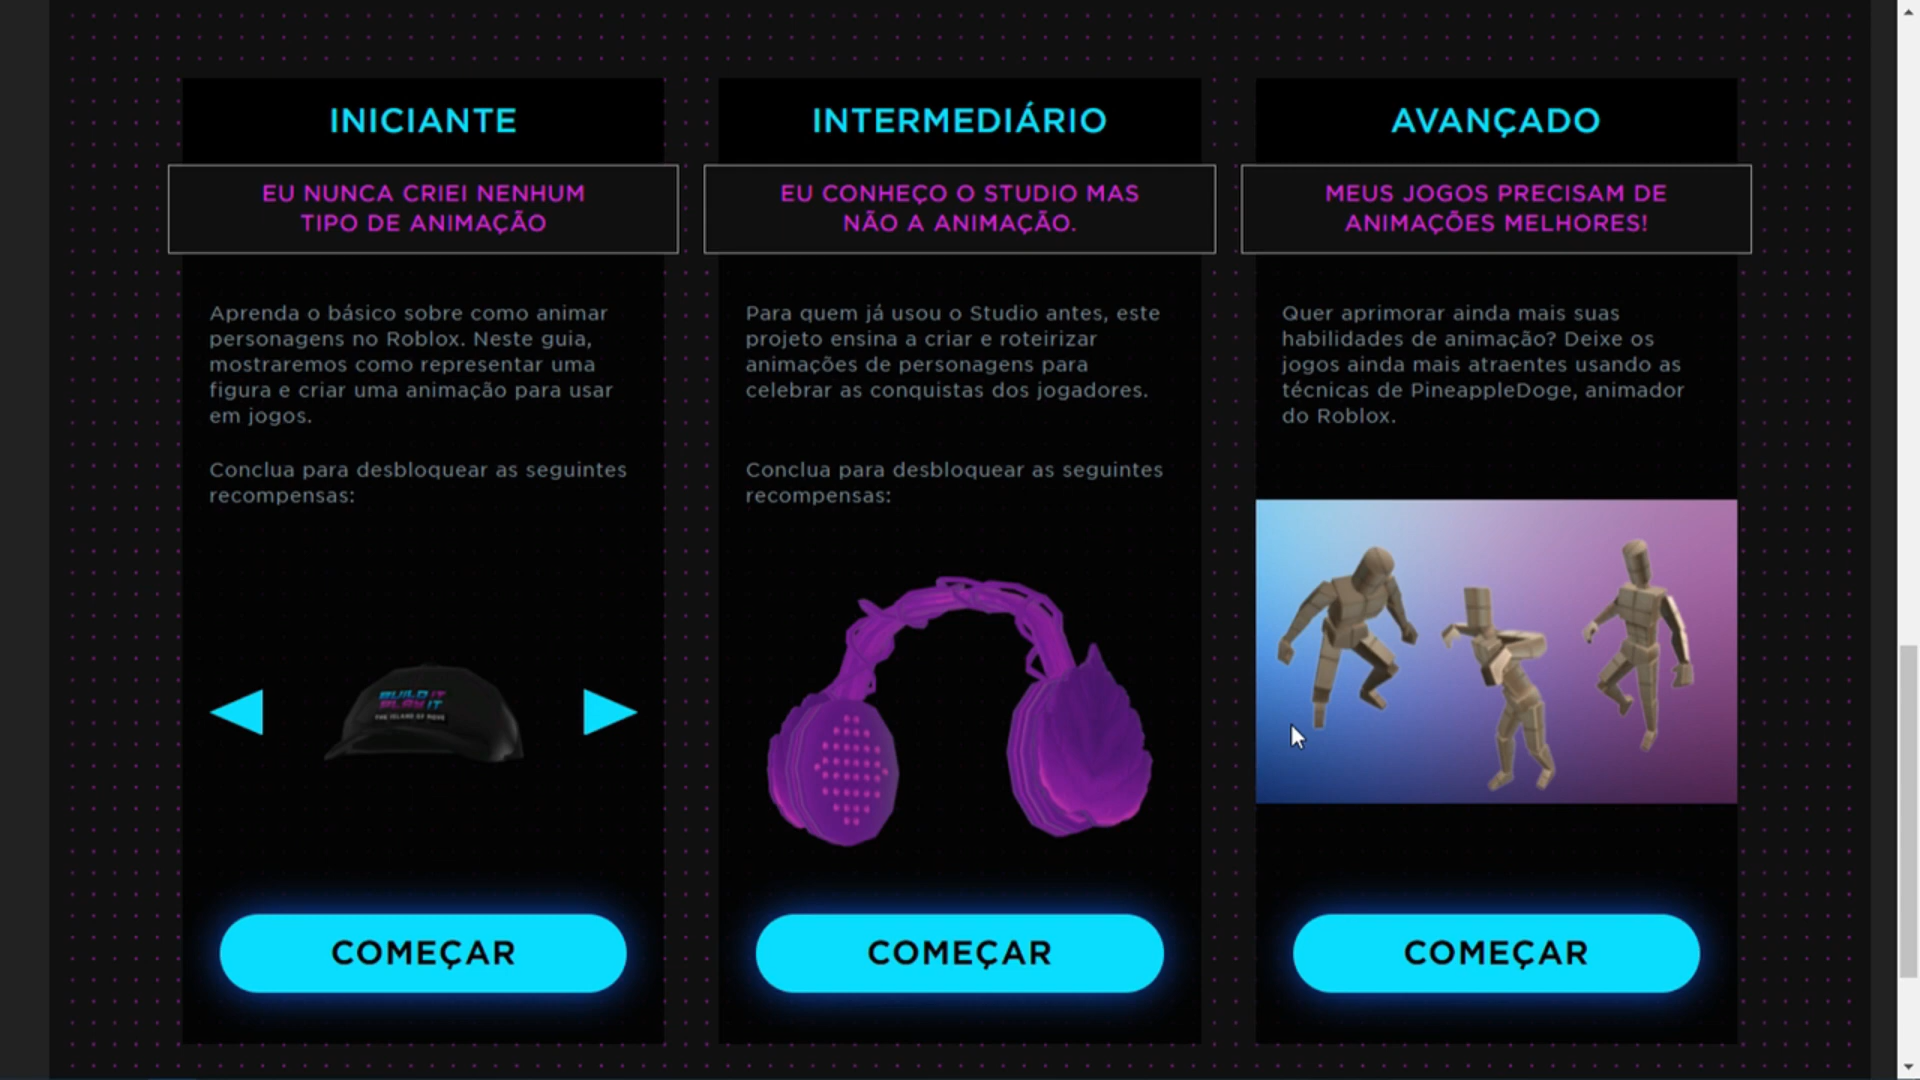 INICIANTE
EU NUNCA CRIEI NENHUM
TIPO DE ANIMAÇÃO
Aprenda o básico sobre como animar
personagens no Roblox. Neste guia,
mostraremos como representar uma
figura e criar uma animação para usar
em jogos.
Conclua para desbloquear as seguintes
recompensas:
BUILD IT
PLAY IT
THE ISLAND OF MOVE
COMEÇAR
INTERMEDIÁRIO
EU CONHEÇO O STUDIO MAS
NÃO A ANIMAÇÃO.
Para quem já usou o Studio antes, este
projeto ensina a criar e roteirizar
animações de personagens para
celebrar as conquistas dos jogadores.
Conclua para desbloquear as seguintes
recompensas:
COMEÇAR
AVANÇADO
MEUS JOGOS PRECISAM DE
ANIMAÇÕES MELHORES!
Quer aprimorar ainda mais suas
habilidades de animação? Deixe os
jogos ainda mais atraentes usando as
técnicas de PineappleDoge, animador
do Roblox.
COMEÇAR